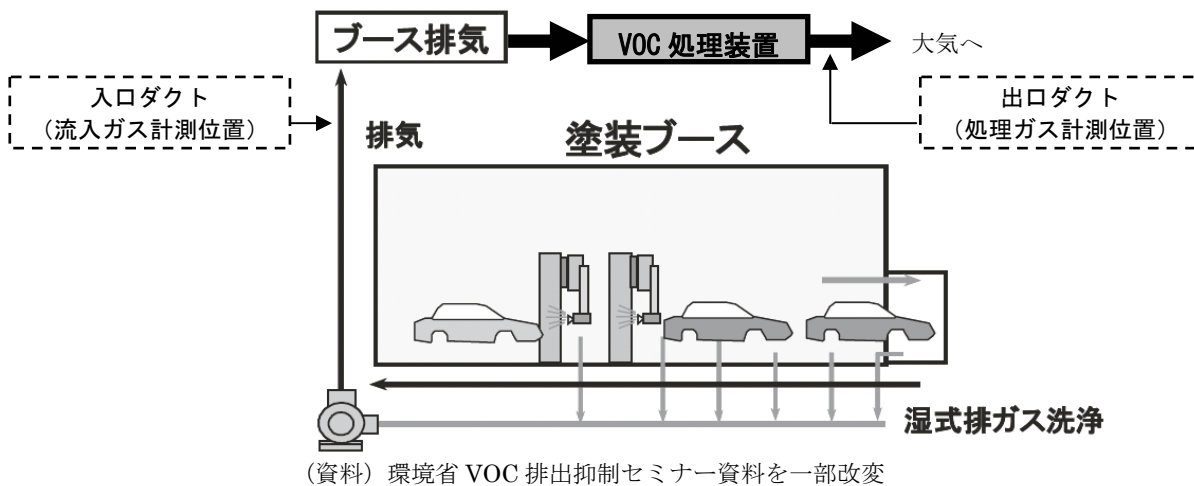 ブース排気
VOC 処理装置
大気へ
入口ダクト
（流入ガス計測位置）
出口ダクト
（処理ガス計測位置）
排気
塗装ブース
湿式排ガス洗浄
（資料）環境省 VOC 排出抑制セミナー資料を一部改変